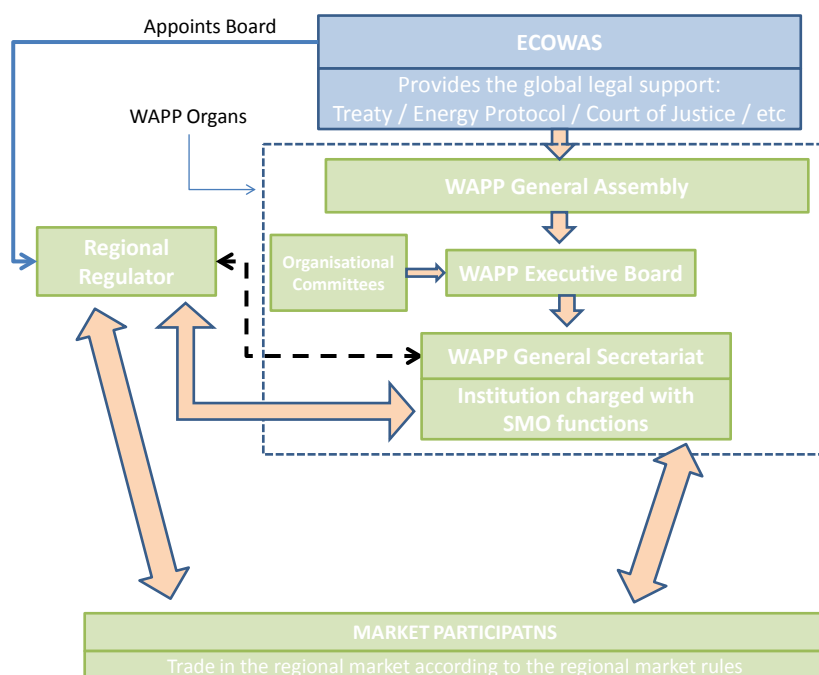 Appoints Board
ECOWAS
Provides the global legal support:
Treaty / Energy Protocol / Court of Justice / etc
WAPP Organs
WAPP General Assembly
Regional
Regulator
Organisational
Committees
WAPP Executive Board
WAPP General Secretariat
Institution charged with
SMO functions
MARKET PARTICIPATNS
Trade in the regional market according to the regional market rules